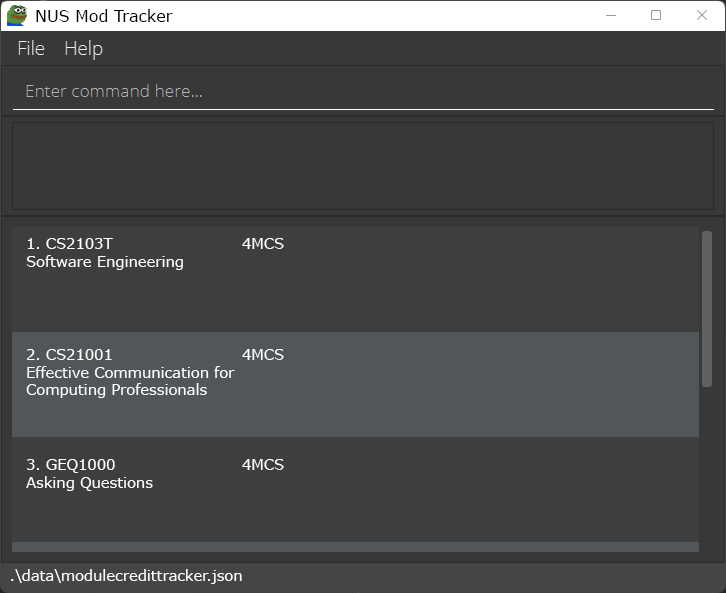 NUS Mod Tracker
File Help
Enter command here...
1. CS2103T 4MCS
Software Engineering
2. CS21001 4MCS
Effective Communication for
Computing Professionals
3. GEQ1000 4MCS
Asking Questions
.\data\modulecredittracker.json